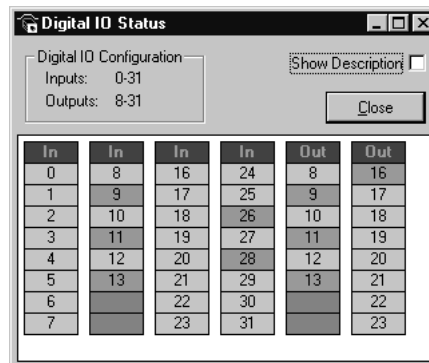 Digital IO Status
Digital IO Configuration
Inputs: 0-31
Outputs: 8-31
Show Description
Close
In In In In Out Out
0 8 16 24 8 16
1 9 17 25 9 17
2 10 18 26 10 18
3 11 19 27 11 19
4 12 20 28 12 20
5 13 21 29 13 21
6 22 30 22
7 23 31 23